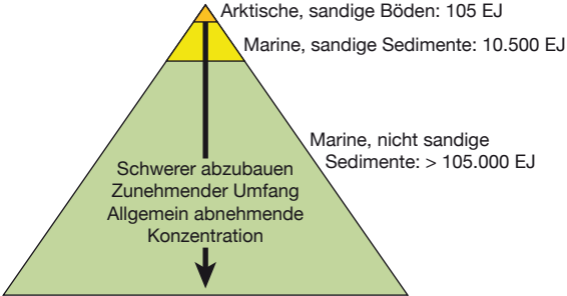 Arktische, sandige Böden: 105 EJ
Marine, sandige Sedimente: 10.500 EJ
Marine, nicht sandige
Sedimente: > 105.000 EJ
Schwerer abzubauen
Zunehmender Umfang
Allgemein abnehmende
Konzentration